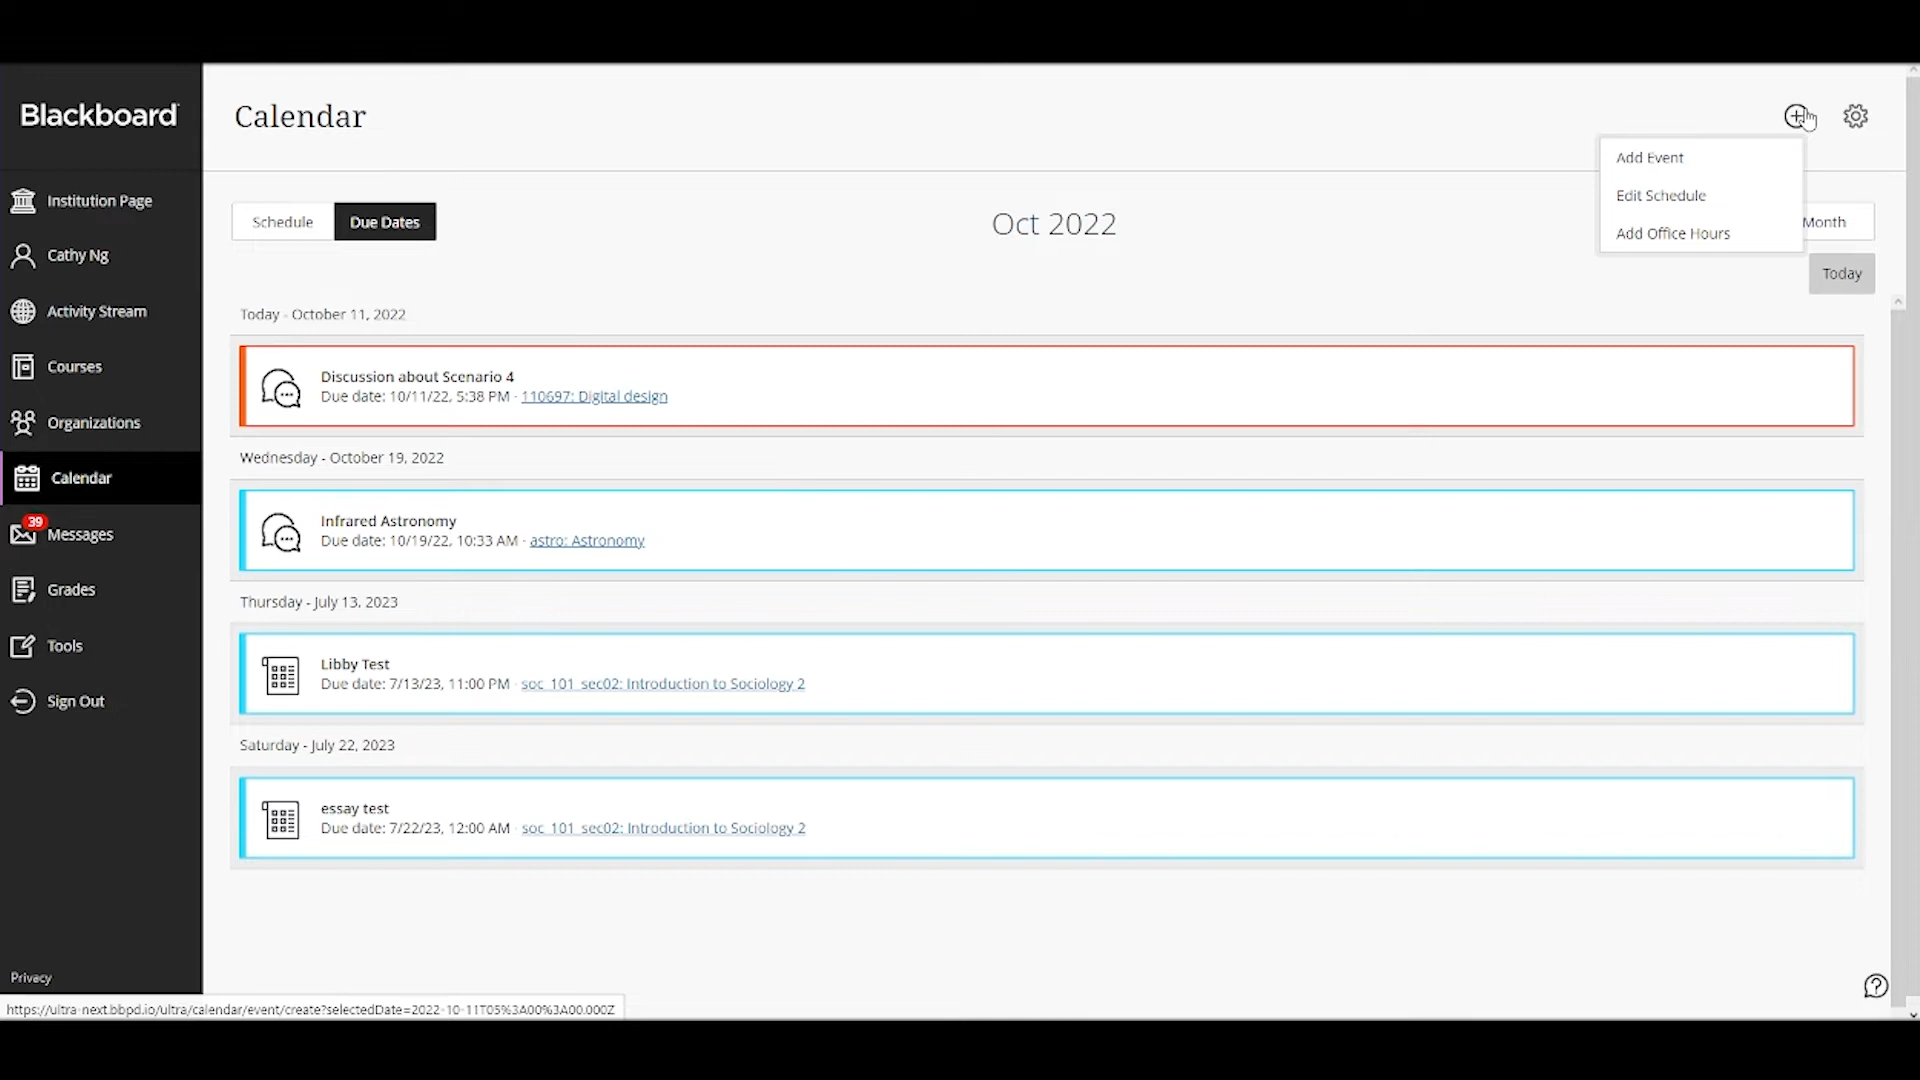 Blackboard
Calendar
Institution Page
Cathy Ng
Activity Stream
Courses
Organizations
Calendar
39
Messages
Grades
Tools
Sign Out
Privacy
Add Event
Edit Schedule
Add Office Hours
Schedule
Due Dates
Oct 2022
Month
Today
Today - October 11, 2022
Discussion about Scenario 4
Due date: 10/11/22, 5:38 PM · 110697: Digital design
Wednesday - October 19, 2022
Infrared Astronomy
Due date: 10/19/22, 10:33 AM · astro: Astronomy
Thursday - July 13, 2023
Libby Test
Due date: 7/13/23, 11:00 PM · soc_101_sec02: Introduction to Sociology 2
Saturday - July 22, 2023
essay test
Due date: 7/22/23, 12:00 AM · soc_101_sec02: Introduction to Sociology 2
https://ultra-next.bbpd.io/ultra/calendar/event/create?selectedDate=2022-10-11T05%3A00%3A00.000Z